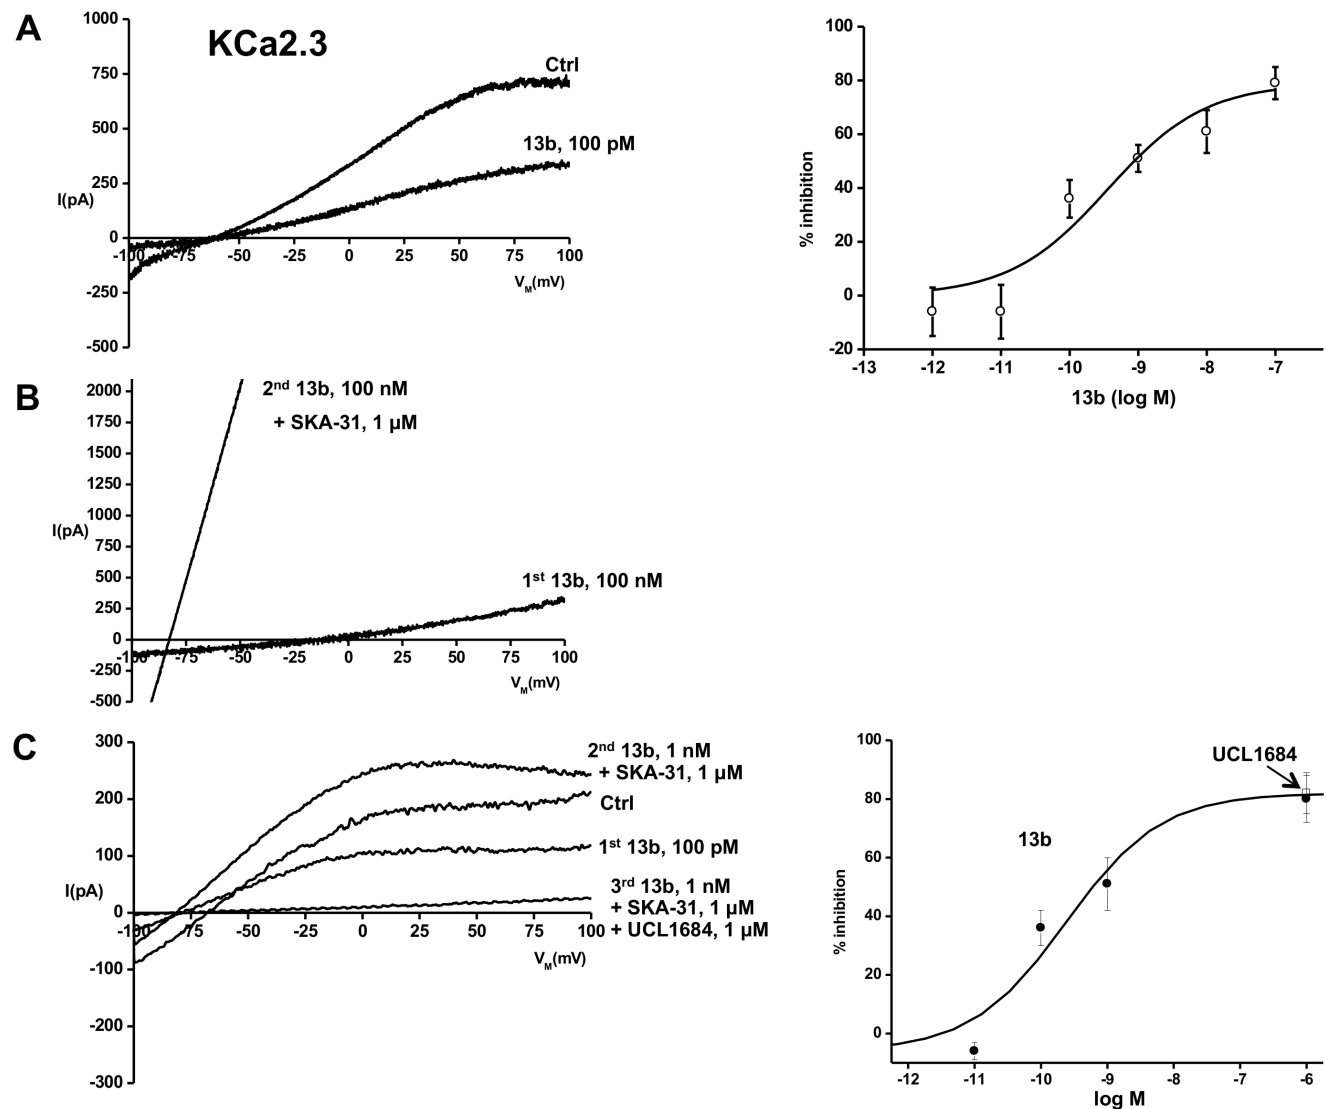 A
KCa2.3
1000
750
500
250
0
-250
-500
I(pA)
Ctrl
13b, 100 pM
-100 -75 -50 -25 0 25 50 75 100
VM(mV)
100
80
60
40
20
0
-20
% inhibition
-13 -12 -11 -10 -9 -8 -7
13b (log M)
B
2000
1750
1500
1250
1000
750
500
250
0
-250
-500
I(pA)
2nd 13b, 100 nM
+ SKA-31, 1 µM
1st 13b, 100 nM
-100 -75 -50 -25 0 25 50 75 100
VM(mV)
C
300
200
100
0
-100
-200
-300
I(pA)
2nd 13b, 1 nM
+ SKA-31, 1 µM
Ctrl
1st 13b, 100 pM
3rd 13b, 1 nM
+ SKA-31, 1 µM
+ UCL1684, 1 µM
-100 -75 -50 -25 0 25 50 75 100
VM(mV)
100
80
60
40
20
0
% inhibition
UCL1684
13b
-12 -11 -10 -9 -8 -7 -6
log M